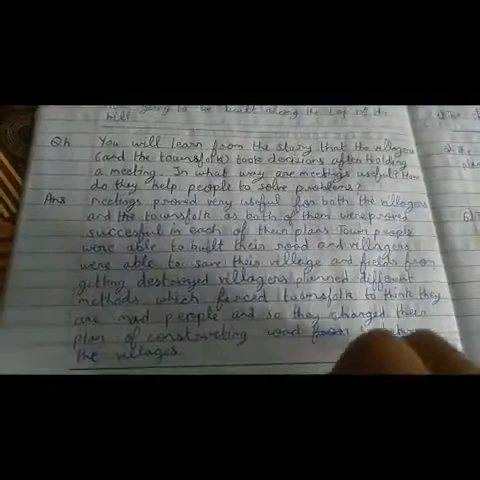 going to be built along the top of the
hill.
Qh You will learn from the story that the villagers
(and the townsfolk) took decisions after holding
a meeting. In what way are meetings useful? How
do they help people to solve problems?
Ans Meetings proved very useful for both the villagers
and the townsfolk as both of them were proved
succesful in each of their plans Town people
were able to built their road and villagers
were able to save their village and fields from
getting destroyed villagers planned different
methods which forced townsfolk to think they
are mad people and so they changed their
plan of constructing road
the villages.